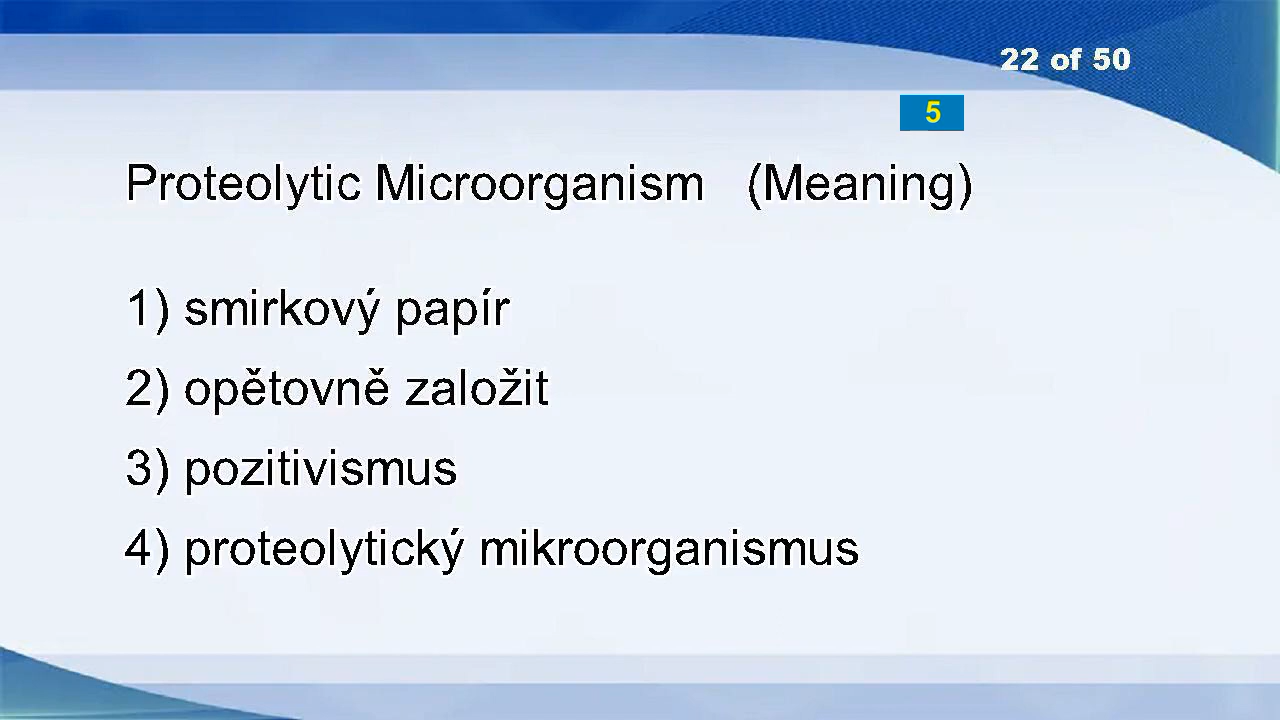 22 of 50
5
Proteolytic Microorganism (Meaning)
1) smirkový papír
2) opětovně založit
3) pozitivismus
4) proteolytický mikroorganismus